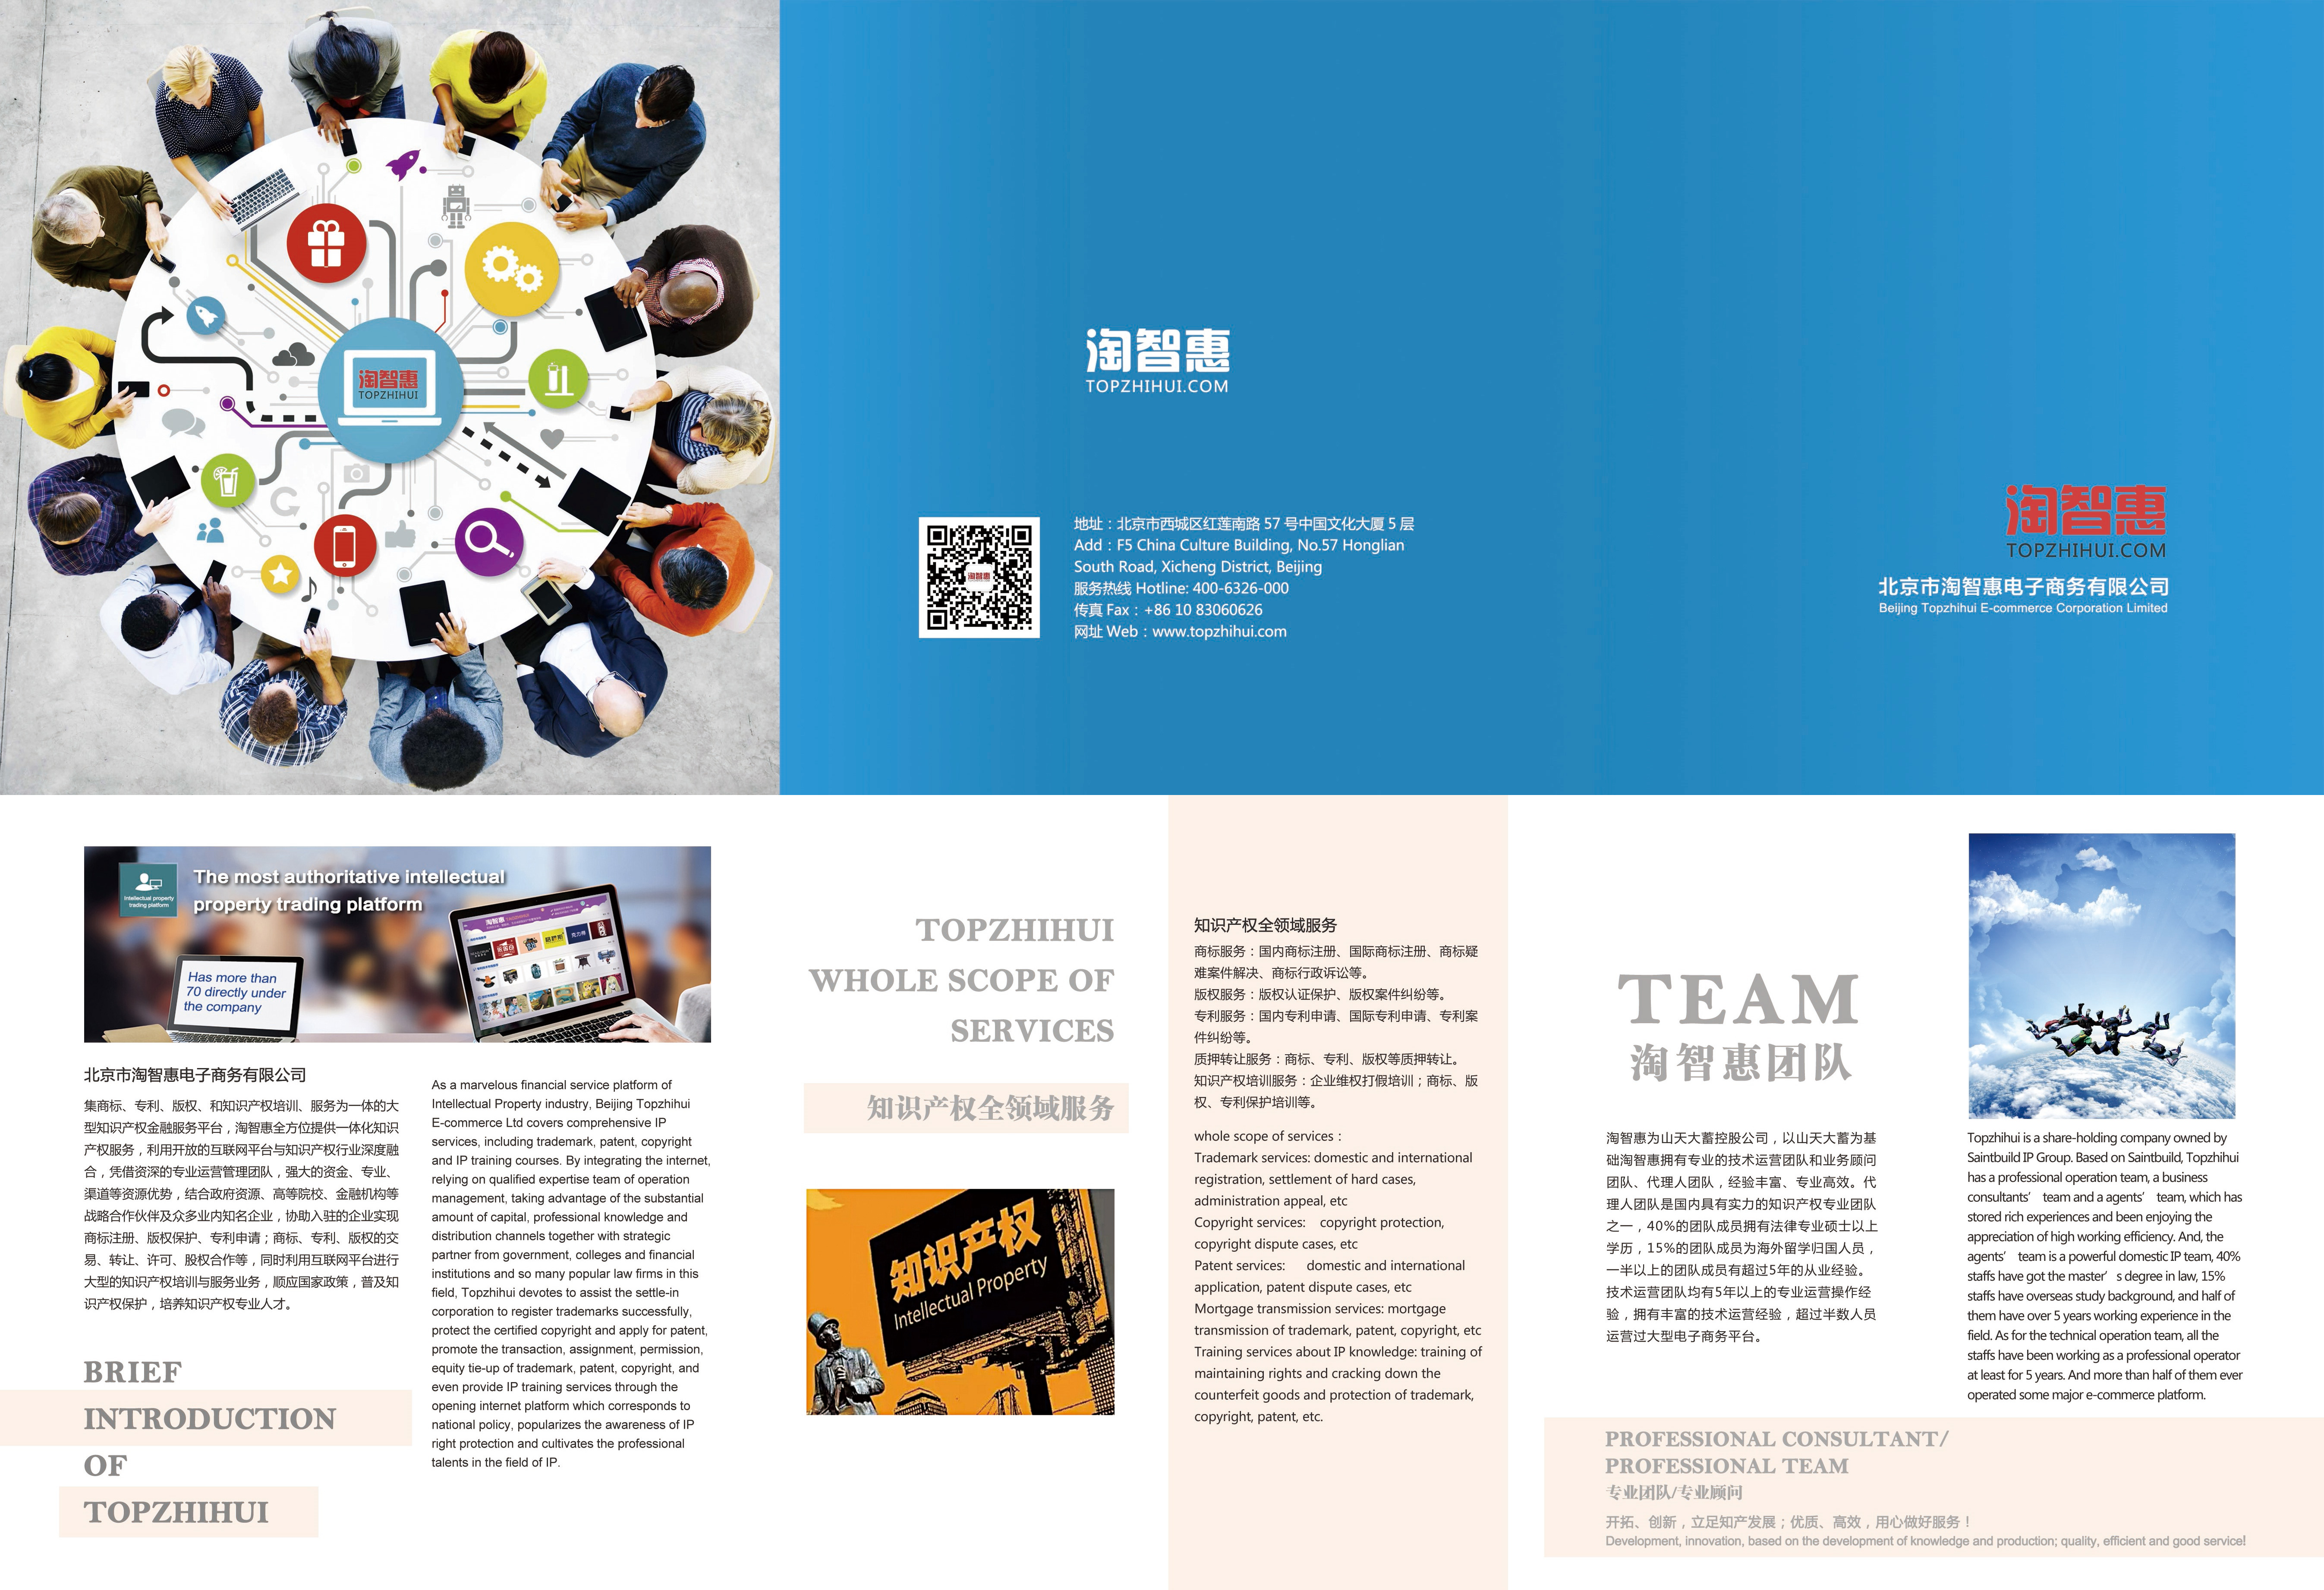 淘智惠
TOPZHIHUI
淘智惠
TOPZHIHUI.COM
地址：北京市西城区红莲南路 57 号中国文化大厦 5 层
Add：F5 China Culture Building, No.57 Honglian
South Road, Xicheng District, Beijing
服务热线 Hotline: 400-6326-000
传真 Fax：+86 10 83060626
网址 Web：www.topzhihui.com
淘智惠
淘智惠
TOPZHIHUI.COM
北京市淘智惠电子商务有限公司
Beijing Topzhihui E-commerce Corporation Limited
Intellectual property
trading platform
The most authoritative intellectual
property trading platform
Has more than
70 directly under
the company
淘智惠
北京市淘智惠电子商务有限公司
集商标、专利、版权、和知识产权培训、服务为一体的大
型知识产权金融服务平台，淘智惠全方位提供一体化知识
产权服务，利用开放的互联网平台与知识产权行业深度融
合，凭借资深的专业运营管理团队，强大的资金、专业、
渠道等资源优势，结合政府资源、高等院校、金融机构等
战略合作伙伴及众多业内知名企业，协助入驻的企业实现
商标注册、版权保护、专利申请；商标、专利、版权的交
易、转让、许可、股权合作等，同时利用互联网平台进行
大型的知识产权培训与服务业务，顺应国家政策，普及知
识产权保护，培养知识产权专业人才。
BRIEF
INTRODUCTION
OF
TOPZHIHUI
As a marvelous financial service platform of
Intellectual Property industry, Beijing Topzhihui
E-commerce Ltd covers comprehensive IP
services, including trademark, patent, copyright
and IP training courses. By integrating the internet,
relying on qualified expertise team of operation
management, taking advantage of the substantial
amount of capital, professional knowledge and
distribution channels together with strategic
partner from government, colleges and financial
institutions and so many popular law firms in this
field, Topzhihui devotes to assist the settle-in
corporation to register trademarks successfully,
protect the certified copyright and apply for patent,
promote the transaction, assignment, permission,
equity tie-up of trademark, patent, copyright, and
even provide IP training services through the
opening internet platform which corresponds to
national policy, popularizes the awareness of IP
right protection and cultivates the professional
talents in the field of IP.
TOPZHIHUI
WHOLE SCOPE OF
SERVICES
知识产权全领域服务
知识产权
Intellectual Property
知识产权全领域服务
商标服务：国内商标注册、国际商标注册、商标疑
难案件解决、商标行政诉讼等。
版权服务：版权认证保护、版权案件纠纷等。
专利服务：国内专利申请、国际专利申请、专利案
件纠纷等。
质押转让服务：商标、专利、版权等质押转让。
知识产权培训服务：企业维权打假培训；商标、版
权、专利保护培训等。
whole scope of services：
Trademark services: domestic and international
registration, settlement of hard cases,
administration appeal, etc
Copyright services: copyright protection,
copyright dispute cases, etc
Patent services: domestic and international
application, patent dispute cases, etc
Mortgage transmission services: mortgage
transmission of trademark, patent, copyright, etc
Training services about IP knowledge: training of
maintaining rights and cracking down the
counterfeit goods and protection of trademark,
copyright, patent, etc.
TEAM
淘智惠团队
淘智惠为山天大蓄控股公司，以山天大蓄为基
础淘智惠拥有专业的技术运营团队和业务顾问
团队、代理人团队，经验丰富、专业高效。代
理人团队是国内具有实力的知识产权专业团队
之一，40%的团队成员拥有法律专业硕士以上
学历，15%的团队成员为海外留学归国人员，
一半以上的团队成员有超过5年的从业经验。
技术运营团队均有5年以上的专业运营操作经
验，拥有丰富的技术运营经验，超过半数人员
运营过大型电子商务平台。
Topzhihui is a share-holding company owned by
Saintbuild IP Group. Based on Saintbuild, Topzhihui
has a professional operation team, a business
consultants’ team and a agents’ team, which has
stored rich experiences and been enjoying the
appreciation of high working efficiency. And, the
agents’ team is a powerful domestic IP team, 40%
staffs have got the master’ s degree in law, 15%
staffs have overseas study background, and half of
them have over 5 years working experience in the
field. As for the technical operation team, all the
staffs have been working as a professional operator
at least for 5 years. And more than half of them ever
operated some major e-commerce platform.
PROFESSIONAL CONSULTANT/
PROFESSIONAL TEAM
专业团队/专业顾问
开拓、创新，立足知产发展；优质、高效，用心做好服务！
Development, innovation, based on the development of knowledge and production; quality, efficient and good service!